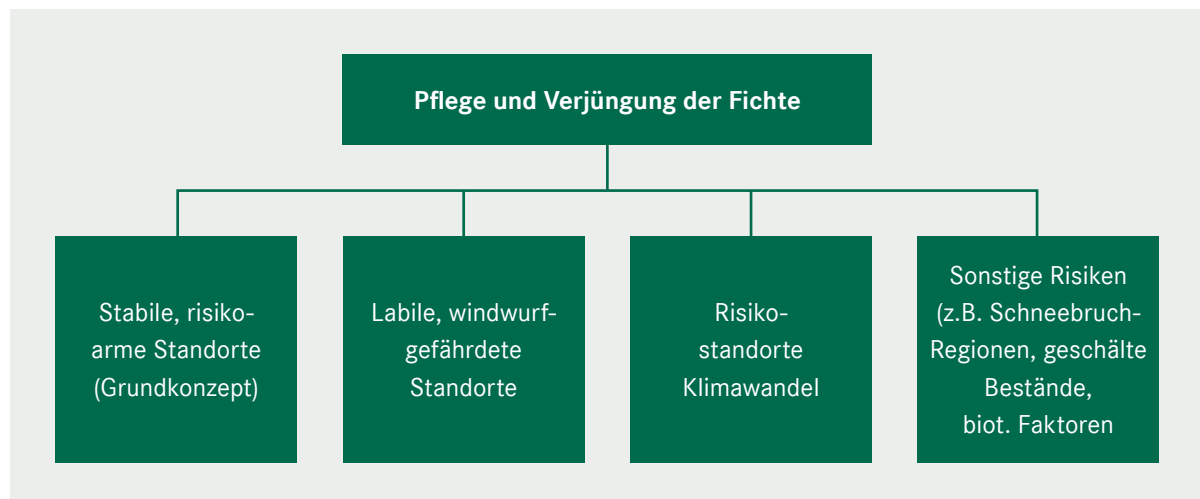 Pflege und Verjüngung der Fichte
Stabile, risiko-
arme Standorte
(Grundkonzept)
Labile, windwurf-
gefährdete
Standorte
Risiko-
standorte
Klimawandel
Sonstige Risiken
(z.B. Schneebruch-
Regionen, geschälte
Bestände,
biot. Faktoren